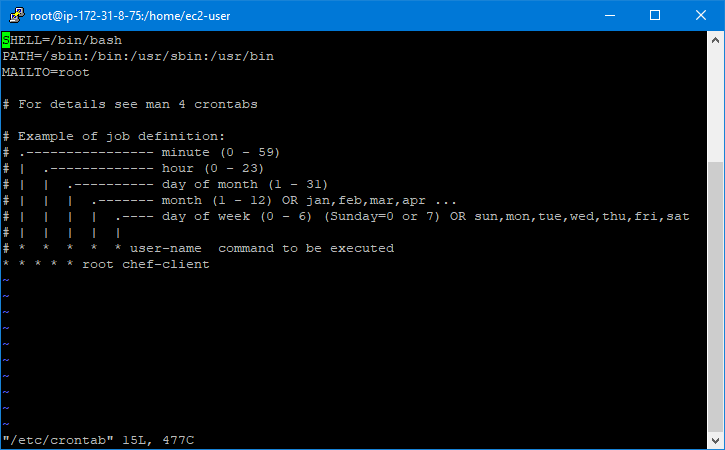 root@ip-172-31-8-75:/home/ec2-user
SHELL=/bin/bash
PATH=/sbin:/bin:/usr/sbin:/usr/bin
MAILTO=root

# For details see man 4 crontabs

# Example of job definition:
# .---------------- minute (0 - 59)
# |  .------------- hour (0 - 23)
# |  |  .---------- day of month (1 - 31)
# |  |  |  .------- month (1 - 12) OR jan,feb,mar,apr ...
# |  |  |  |  .---- day of week (0 - 6) (Sunday=0 or 7) OR sun,mon,tue,wed,thu,fri,sat
# |  |  |  |  |
# *  *  *  *  * user-name  command to be executed
* * * * * root chef-client
~
~
~
~
~
~
~
~
~
~
"/etc/crontab" 15L, 477C